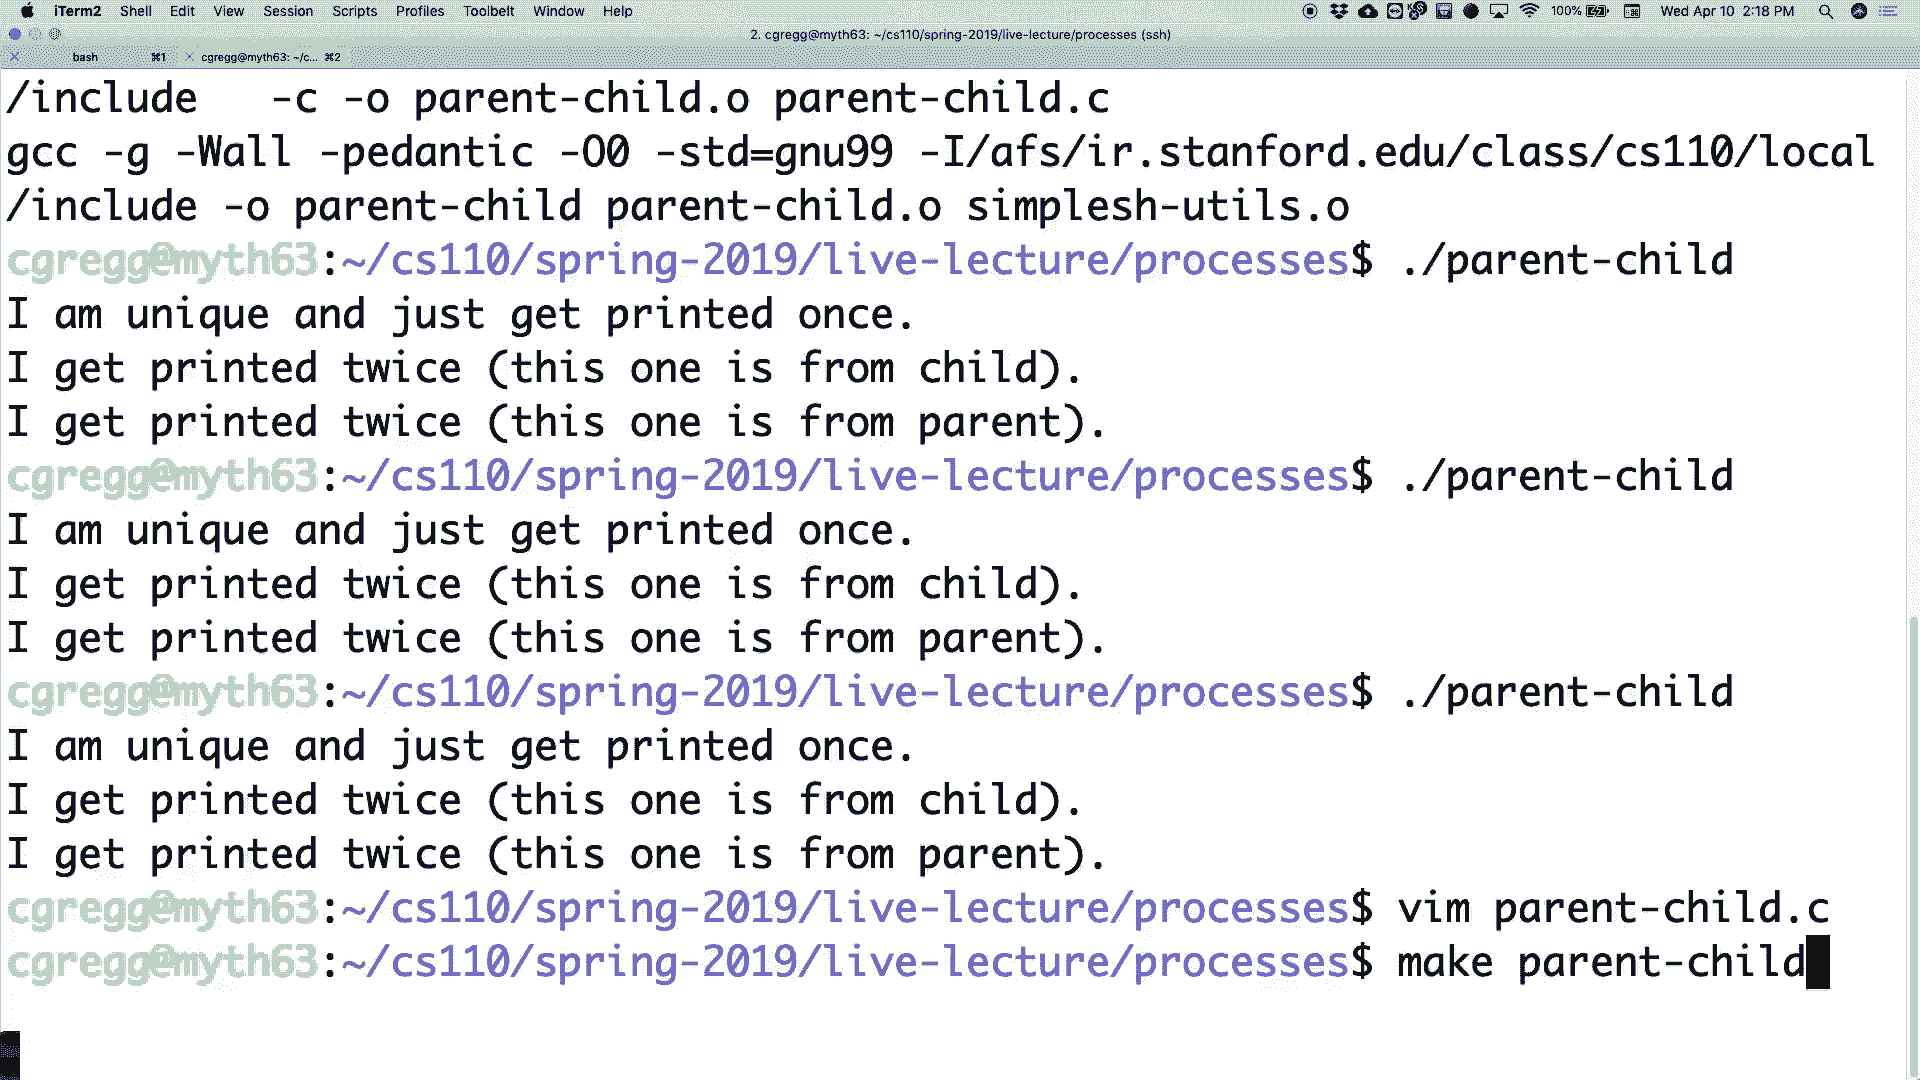 iTerm2 Shell Edit View Session Scripts Profiles Toolbelt Window Help 100% Wed Apr 10 2:18 PM
2. cgregg@myth63: ~/cs110/spring-2019/live-lecture/processes (ssh)
bash ⌘1 cgregg@myth63: ~/c... ⌘2
/include   -c -o parent-child.o parent-child.c
gcc -g -Wall -pedantic -O0 -std=gnu99 -I/afs/ir.stanford.edu/class/cs110/local
/include -o parent-child parent-child.o simplesh-utils.o
cgregg@myth63:~/cs110/spring-2019/live-lecture/processes$ ./parent-child
I am unique and just get printed once.
I get printed twice (this one is from child).
I get printed twice (this one is from parent).
cgregg@myth63:~/cs110/spring-2019/live-lecture/processes$ ./parent-child
I am unique and just get printed once.
I get printed twice (this one is from child).
I get printed twice (this one is from parent).
cgregg@myth63:~/cs110/spring-2019/live-lecture/processes$ ./parent-child
I am unique and just get printed once.
I get printed twice (this one is from child).
I get printed twice (this one is from parent).
cgregg@myth63:~/cs110/spring-2019/live-lecture/processes$ vim parent-child.c
cgregg@myth63:~/cs110/spring-2019/live-lecture/processes$ make parent-child